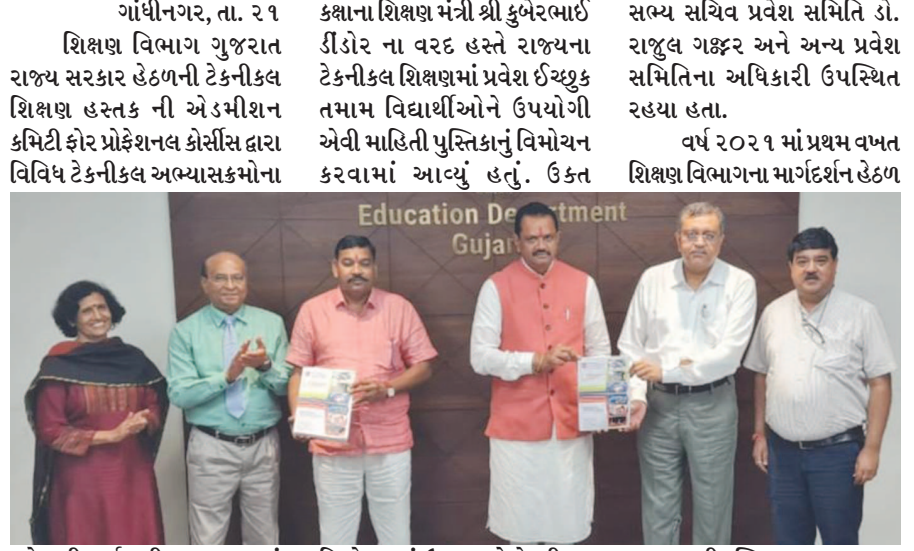 ગાંધીનગર, તા. ૨૧
શિક્ષણ વિભાગ ગુજરાત
રાજ્ય સરકાર હેઠળની ટેકનીકલ
શિક્ષણ હસ્તક ની એડમીશન
કમિટી ફોર પ્રોફેશનલ કોર્સીસ દ્વારા
વિવિધ ટેકનીકલ અભ્યાસક્રમોના
કક્ષાના શિક્ષણ મંત્રી શ્રી કુબેરભાઈ
ડીંડોર ના વરદ હસ્તે રાજ્યના
ટેકનીકલ શિક્ષણમાં પ્રવેશ ઈચ્છુક
તમામ વિદ્યાર્થીઓને ઉપયોગી
એવી માહિતી પુસ્તિકાનું વિમોચન
કરવામાં આવ્યું હતું. ઉક્ત
સભ્ય સચિવ પ્રવેશ સમિતિ ડો.
રાજુલ ગજ્જર અને અન્ય પ્રવેશ
સમિતિના અધિકારી ઉપસ્થિત
રહયા હતા.
વર્ષ ૨૦૨૧ માં પ્રથમ વખત
શિક્ષણ વિભાગના માર્ગદર્શન હેઠળ
Education De tment
Gujar